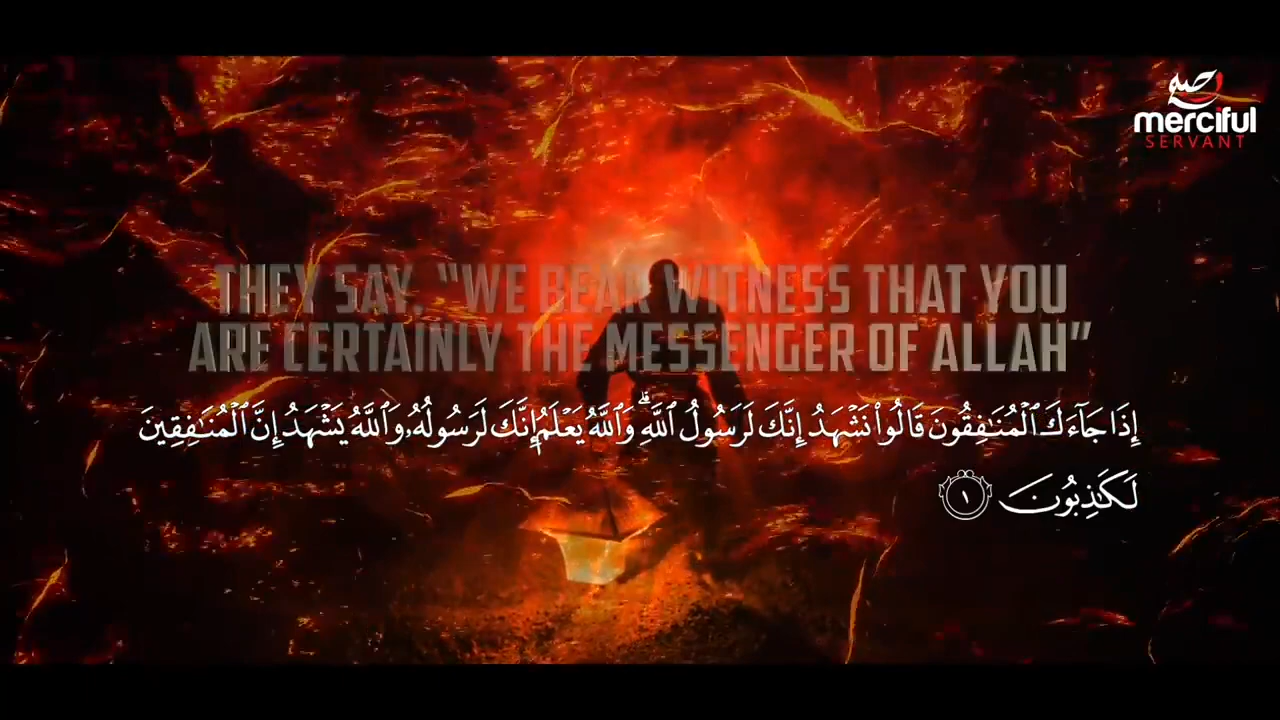 merciful
SERVANT
THEY SAY, “WE BEAR WITNESS THAT YOU
ARE CERTAINLY THE MESSENGER OF ALLAH”
إِذَا جَآءَكَ ٱلْمُنَـٰفِقُونَ قَالُوا۟ نَشْهَدُ إِنَّكَ لَرَسُولُ ٱللَّهِ ۗ وَٱللَّهُ يَعْلَمُ إِنَّكَ لَرَسُولُهُۥ وَٱللَّهُ يَشْهَدُ إِنَّ ٱلْمُنَـٰفِقِينَ
لَكَـٰذِبُونَ ١